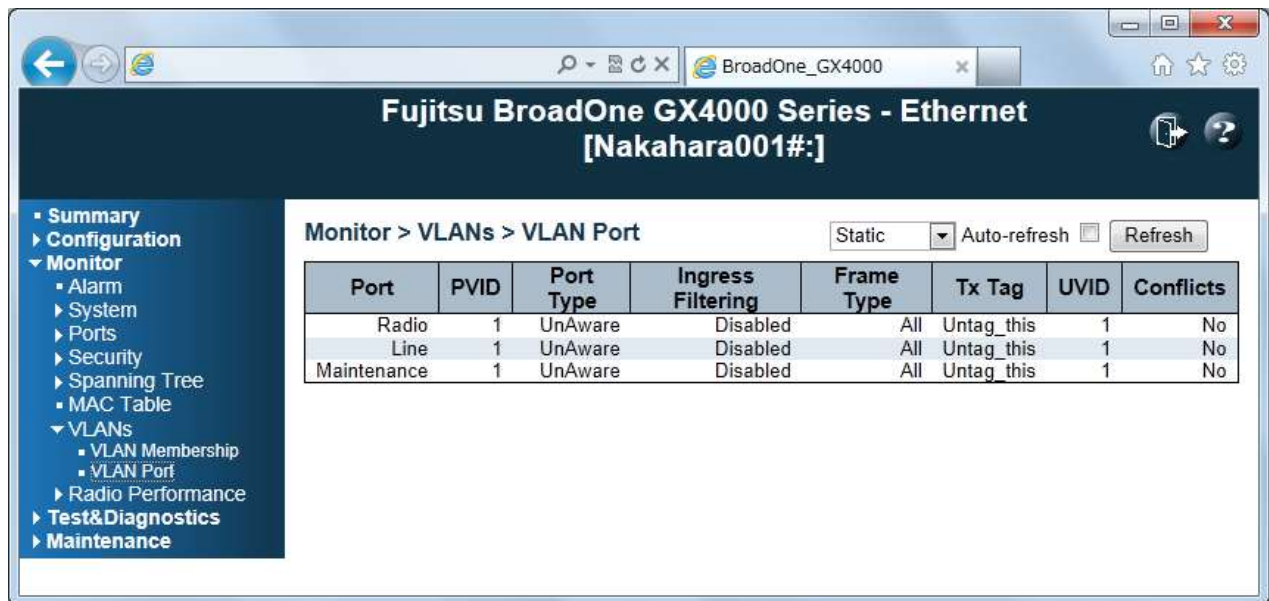 BroadOne_GX4000
Fujitsu BroadOne GX4000 Series - Ethernet
[Nakahara001#:]
Summary
Configuration
Monitor
Alarm
System
Ports
Security
Spanning Tree
MAC Table
VLANs
VLAN Membership
VLAN Port
Radio Performance
Test&Diagnostics
Maintenance
Monitor > VLANs > VLAN Port
Static Auto-refresh Refresh
Port PVID Port Type Ingress Filtering Frame Type Tx Tag UVID Conflicts
Radio 1 UnAware Disabled All Untag_this 1 No
Line 1 UnAware Disabled All Untag_this 1 No
Maintenance 1 UnAware Disabled All Untag_this 1 No